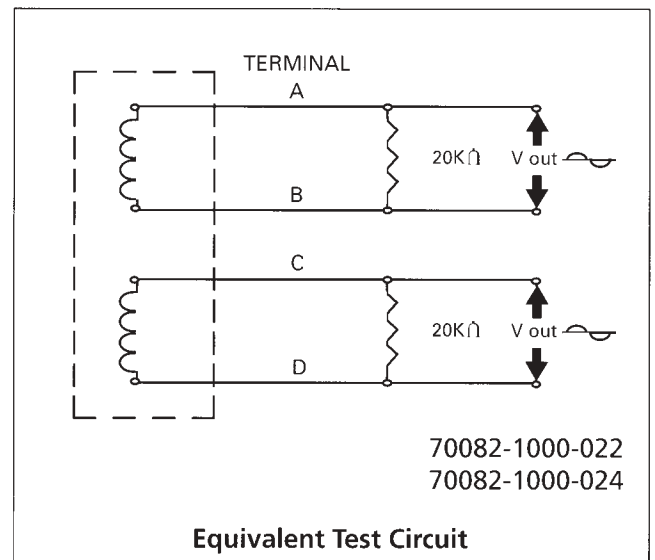 TERMINAL
A
20KΩ V out
B
C
20KΩ V out
D
70082-1000-022
70082-1000-024
Equivalent Test Circuit